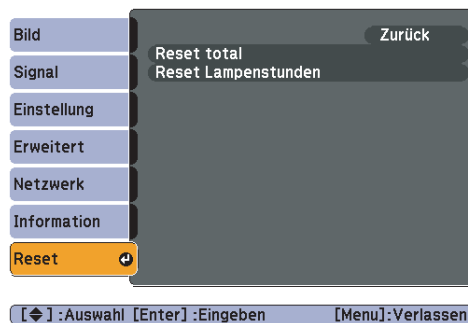 Bild
Signal
Einstellung
Erweitert
Netzwerk
Information
Reset
Zurück
Reset total
Reset Lampenstunden
[◆] :Auswahl [Enter] :Eingeben [Menu]:Verlassen